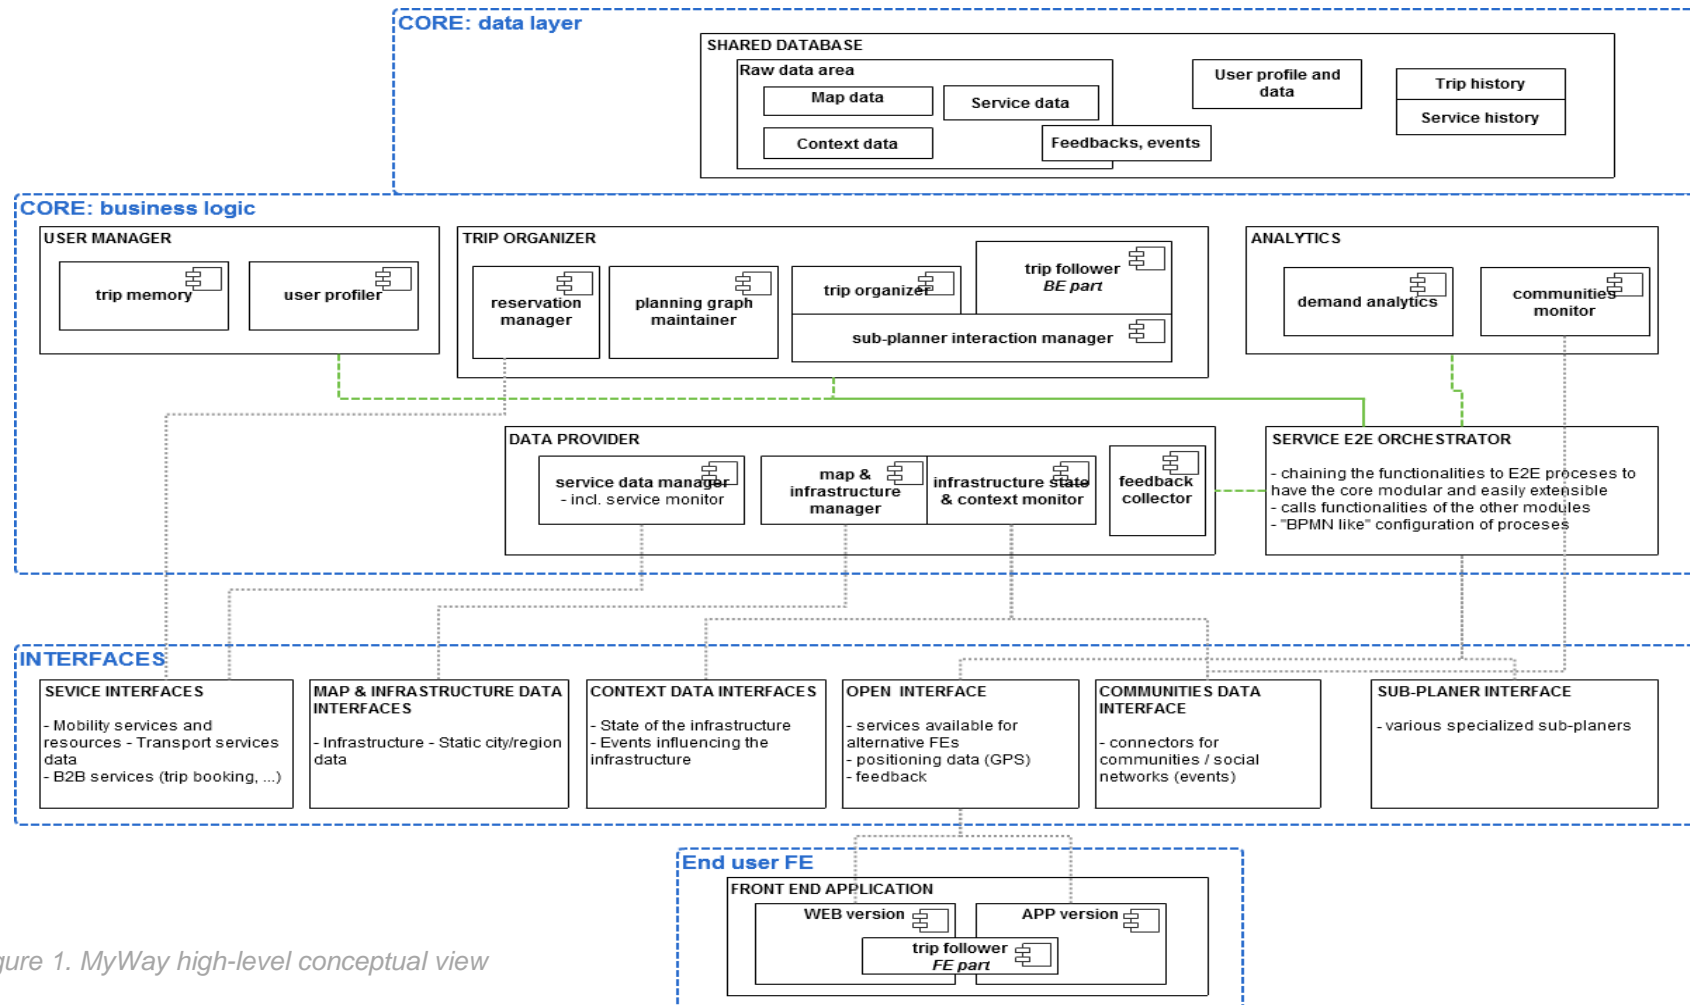 CORE: data layer
SHARED DATABASE
Raw data area
Map data
Service data
Context data
Feedbacks, events
User profile and
data
Trip history
Service history
CORE: business logic
USER MANAGER
trip memory
user profiler
TRIP ORGANIZER
reservation
manager
planning graph
maintainer
trip organizer
trip follower
BE part
sub-planner interaction manager
ANALYTICS
demand analytics
communities
monitor
DATA PROVIDER
service data manager
- incl. service monitor
map &
infrastructure
manager
infrastructure state
& context monitor
feedback
collector
SERVICE E2E ORCHESTRATOR
- chaining the functionalities to E2E proceses to
have the core modular and easily extensible
- calls functionalities of the other modules
- "BPMN like" configuration of proceses
INTERFACES
SEVICE INTERFACES
- Mobility services and
resources - Transport services
data
- B2B services (trip booking, ...)
MAP & INFRASTRUCTURE DATA
INTERFACES
- Infrastructure - Static city/region
data
CONTEXT DATA INTERFACES
- State of the infrastructure
- Events influencing the
infrastructure
OPEN INTERFACE
- services available for
alternative FEs
- positioning data (GPS)
- feedback
COMMUNITIES DATA
INTERFACE
- connectors for
communities / social
networks (events)
SUB-PLANER INTERFACE
- various specialized sub-planers
End user FE
FRONT END APPLICATION
WEB version
APP version
trip follower
FE part
gure 1. MyWay high-level conceptual view